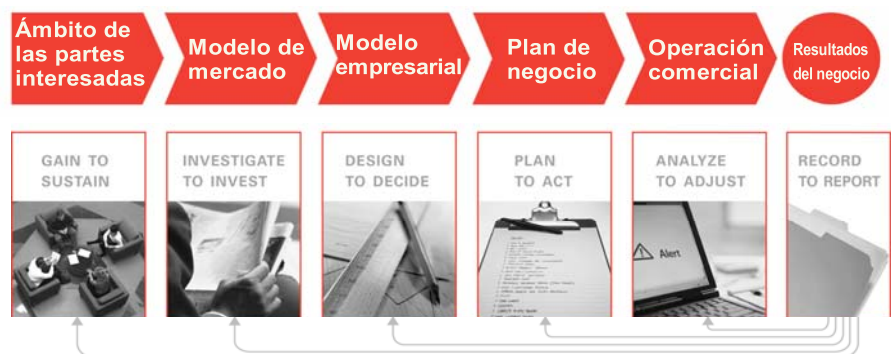 Ámbito de
las partes
interesadas
Modelo de
mercado
Modelo
empresarial
Plan de
negocio
Operación
comercial
Resultados
del negocio
GAIN TO
SUSTAIN
INVESTIGATE
TO INVEST
DESIGN
TO DECIDE
PLAN
TO ACT
ANALYZE
TO ADJUST
RECORD
TO REPORT
Alert